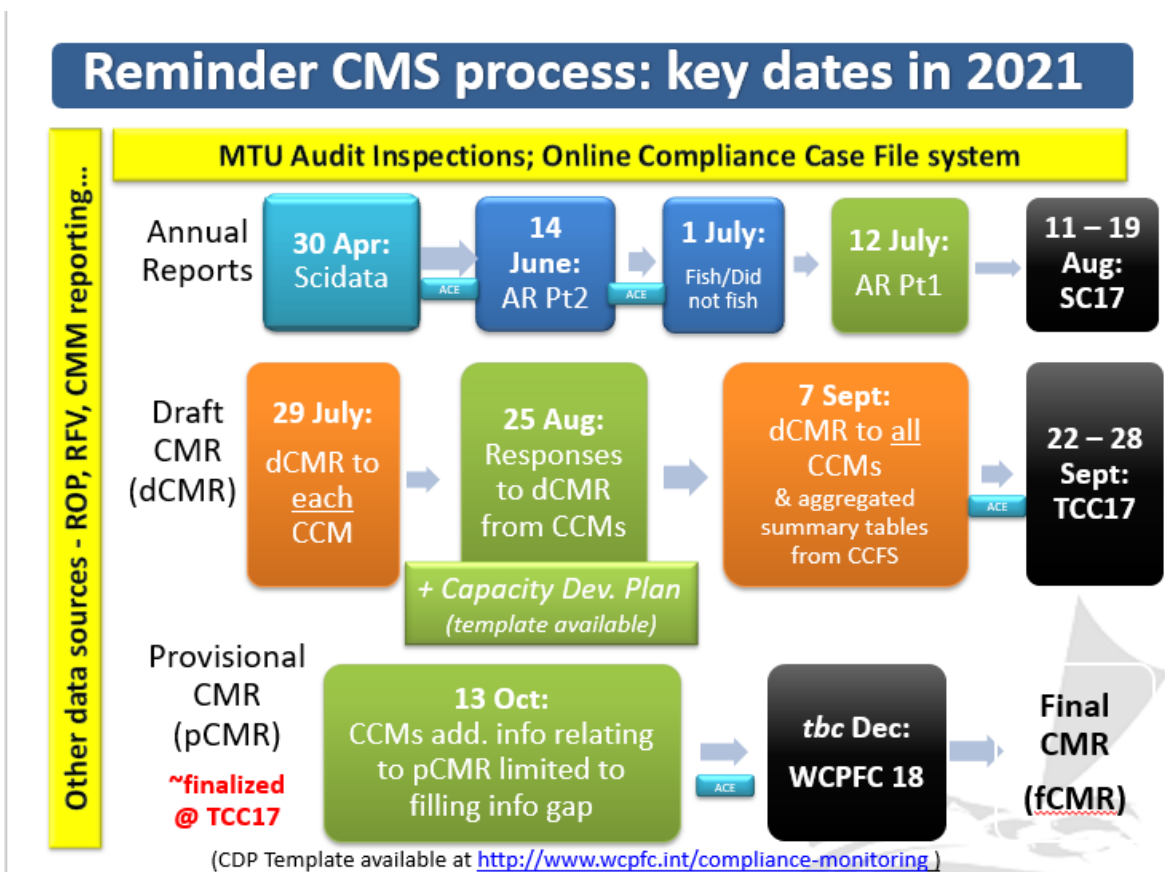 Reminder CMS process: key dates in 2021
Other data sources - ROP, RFV, CMM reporting...
MTU Audit Inspections; Online Compliance Case File system
Annual
Reports
30 Apr:
Scidata
ACE
14
June:
AR Pt2
ACE
1 July:
Fish/Did
not fish
12 July:
AR Pt1
11 – 19
Aug:
SC17
Draft
CMR
(dCMR)
29 July:
dCMR to
each
CCM
25 Aug:
Responses
to dCMR
from CCMs
+ Capacity Dev. Plan
(template available)
7 Sept:
dCMR to all
CCMs
& aggregated
summary tables
from CCFS
ACE
22 – 28
Sept:
TCC17
Provisional
CMR
(pCMR)
~finalized
@ TCC17
13 Oct:
CCMs add. info relating
to pCMR limited to
filling info gap
ACE
tbc Dec:
WCPFC 18
Final
CMR
(fCMR)
(CDP Template available at http://www.wcpfc.int/compliance-monitoring )